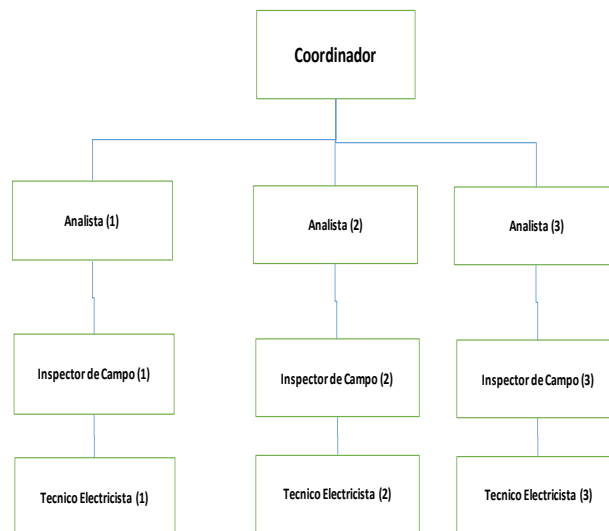 Coordinador
Analista (1)
Analista (2)
Analista (3)
Inspector de Campo (1)
Inspector de Campo (2)
Inspector de Campo (3)
Tecnico Electricista (1)
Tecnico Electricista (2)
Tecnico Electricista (3)